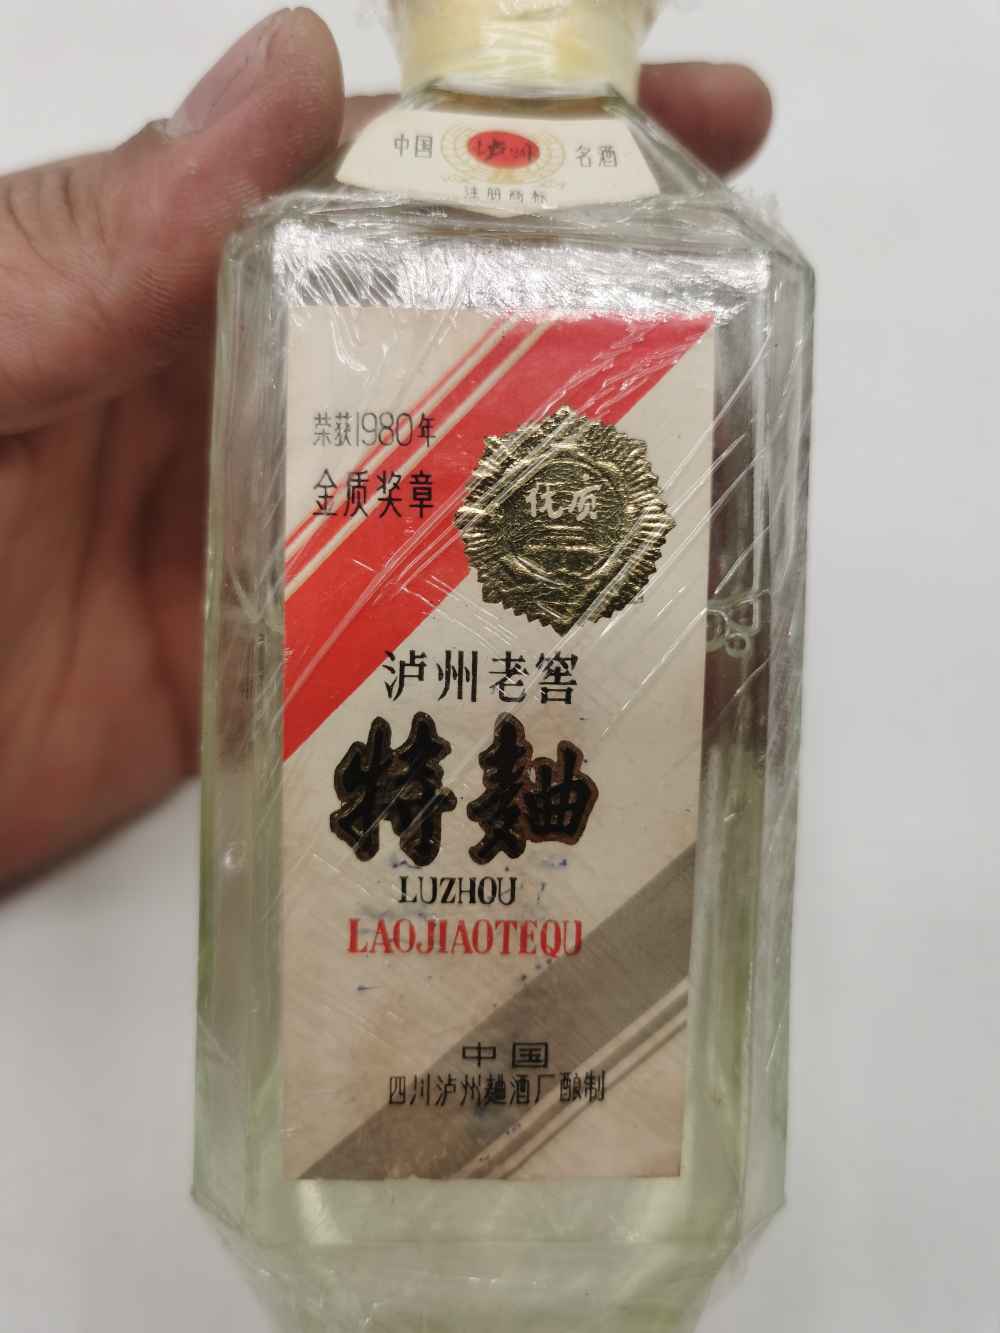 中国 泸州 名酒
注册商标
荣获1980年
金质奖章
优质
泸州老窖
特麯
LUZHOU
LAOJIAOTEQU
中国
四川泸州麯酒厂酿制